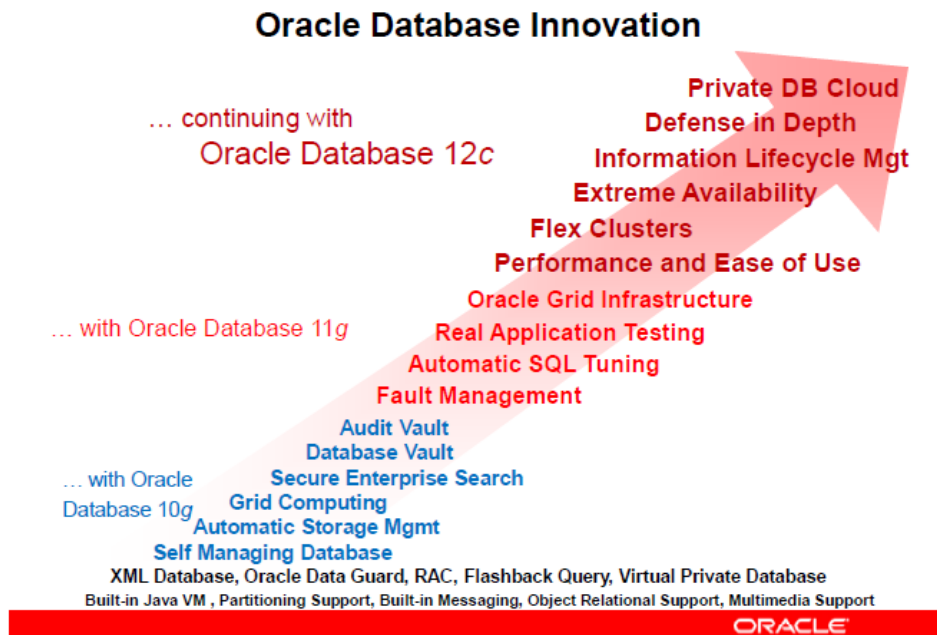 Oracle Database Innovation
Private DB Cloud
… continuing with
Defense in Depth
Oracle Database 12c
Information Lifecycle Mgt
Extreme Availability
Flex Clusters
Performance and Ease of Use
Oracle Grid Infrastructure
… with Oracle Database 11g
Real Application Testing
Automatic SQL Tuning
Fault Management
Audit Vault
Database Vault
… with Oracle
Database 10g
Secure Enterprise Search
Grid Computing
Automatic Storage Mgmt
Self Managing Database
XML Database, Oracle Data Guard, RAC, Flashback Query, Virtual Private Database
Built-in Java VM , Partitioning Support, Built-in Messaging, Object Relational Support, Multimedia Support
ORACLE